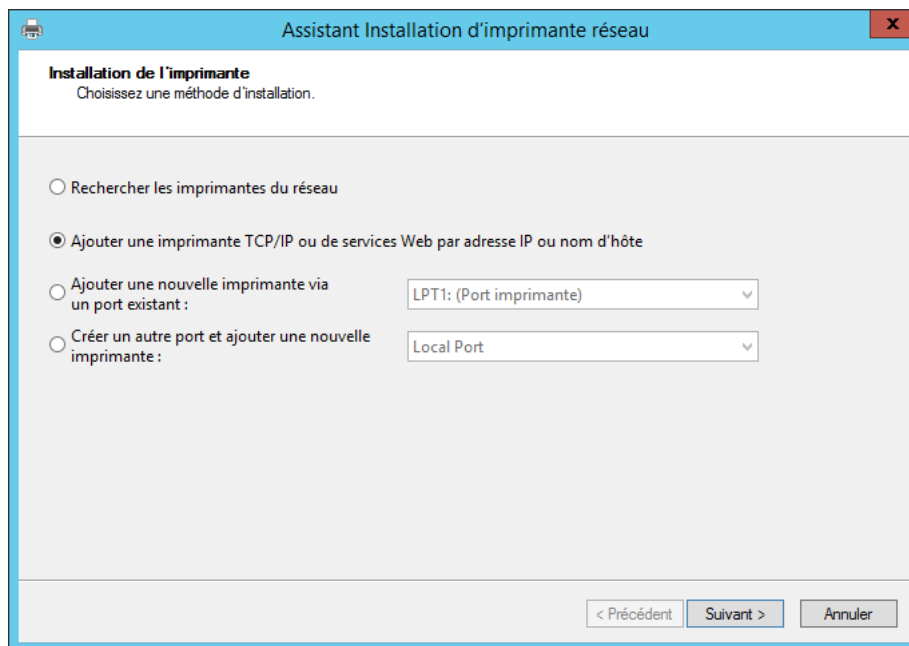 Assistant Installation d'imprimante réseau
x
Installation de l'imprimante
Choisissez une méthode d'installation.
Rechercher les imprimantes du réseau
Ajouter une imprimante TCP/IP ou de services Web par adresse IP ou nom d'hôte
Ajouter une nouvelle imprimante via
un port existant :
LPT1: (Port imprimante)
Créer un autre port et ajouter une nouvelle
imprimante :
Local Port
< Précédent
Suivant >
Annuler